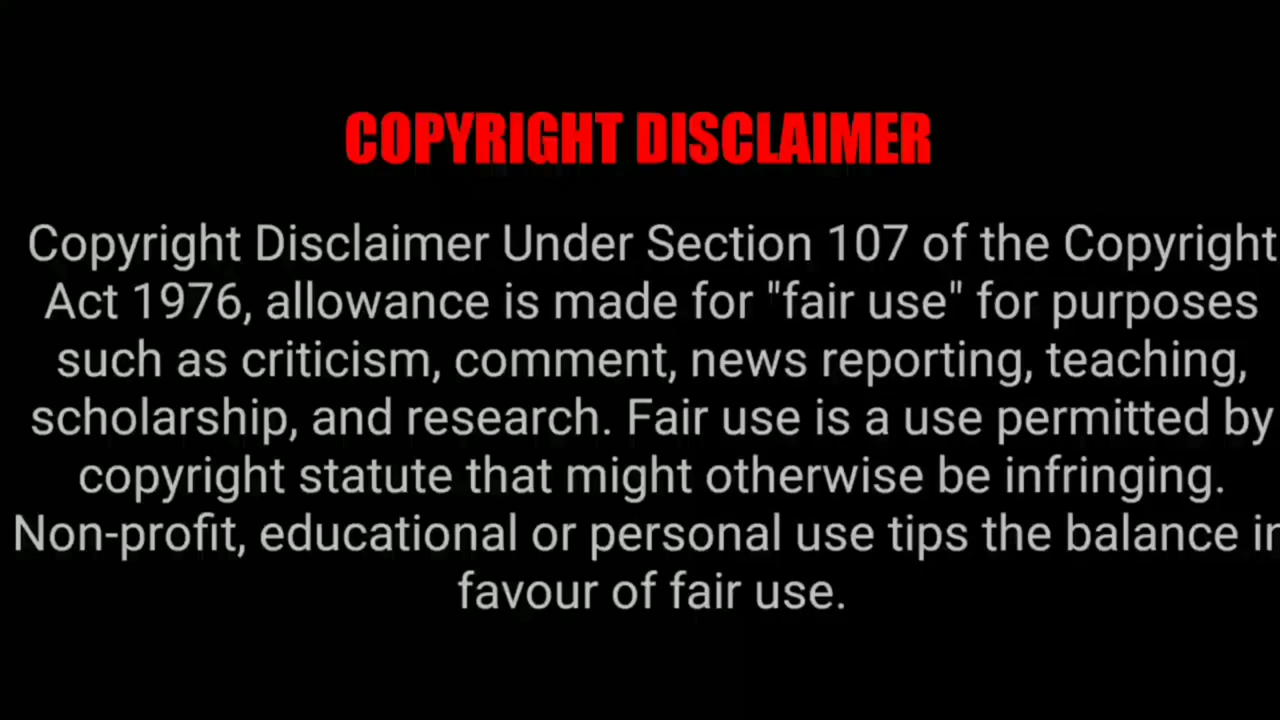 COPYRIGHT DISCLAIMER
Copyright Disclaimer Under Section 107 of the Copyright
Act 1976, allowance is made for "fair use" for purposes
such as criticism, comment, news reporting, teaching,
scholarship, and research. Fair use is a use permitted by
copyright statute that might otherwise be infringing.
Non-profit, educational or personal use tips the balance in
favour of fair use.